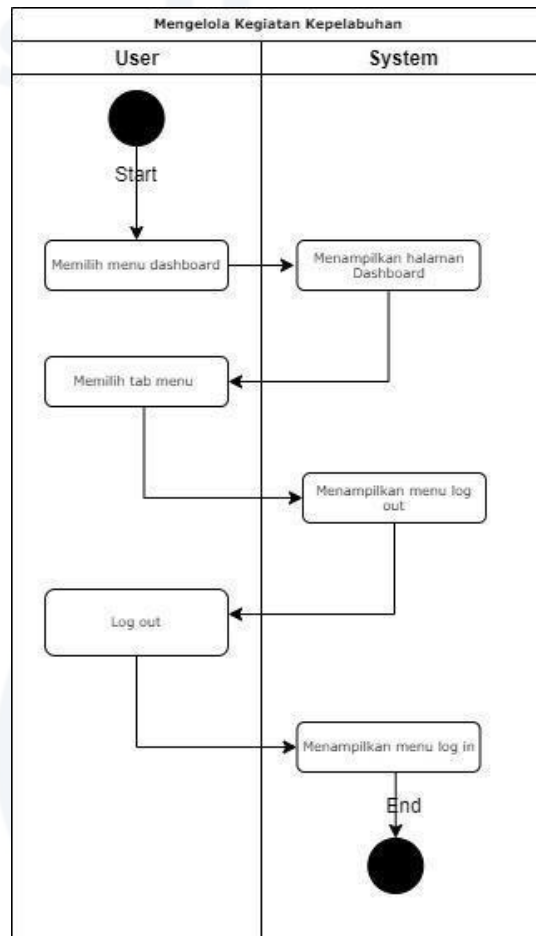 Mengelola Kegiatan Kepelabuhan
User
System
Start
Memilih menu dashboard
Menampilkan halaman
Dashboard
Memilih tab menu
Menampilkan menu log
out
Log out
Menampilkan menu log in
End